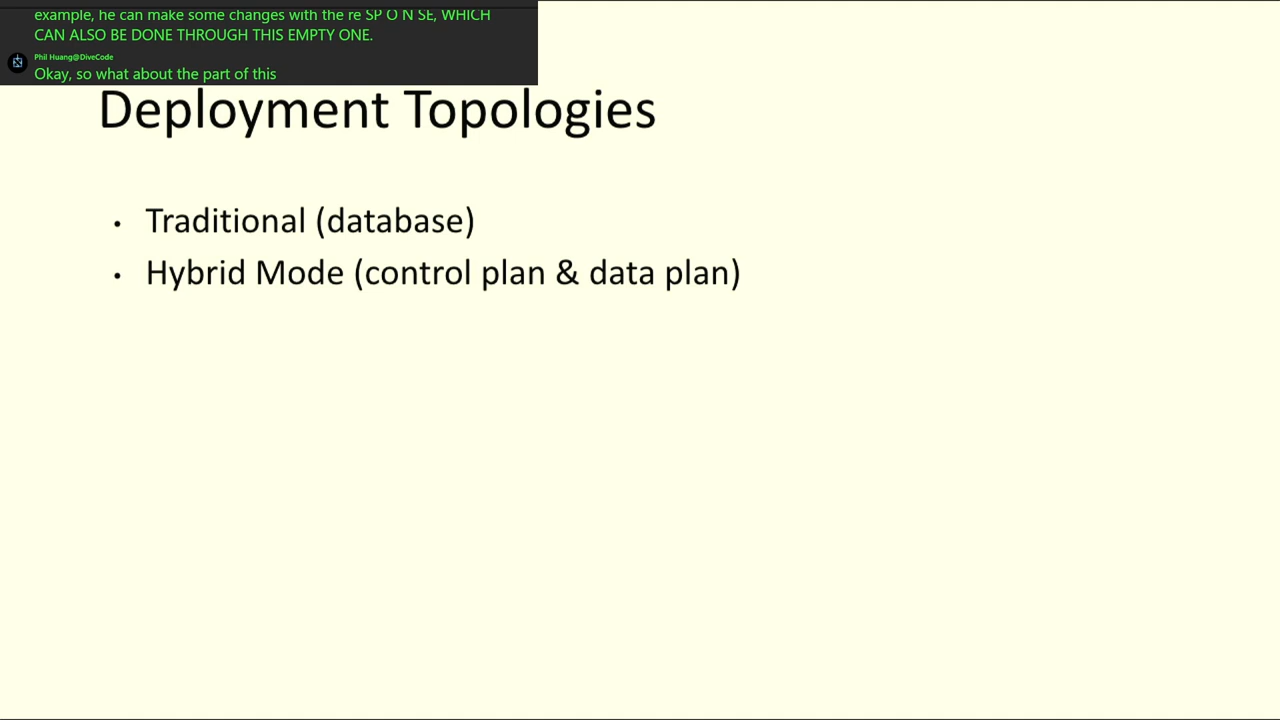 example, he can make some changes with the re SP O N SE, WHICH
CAN ALSO BE DONE THROUGH THIS EMPTY ONE.
Phil Huang@DiveCode
Okay, so what about the part of this
Deployment Topologies
• Traditional (database)
• Hybrid Mode (control plan & data plan)